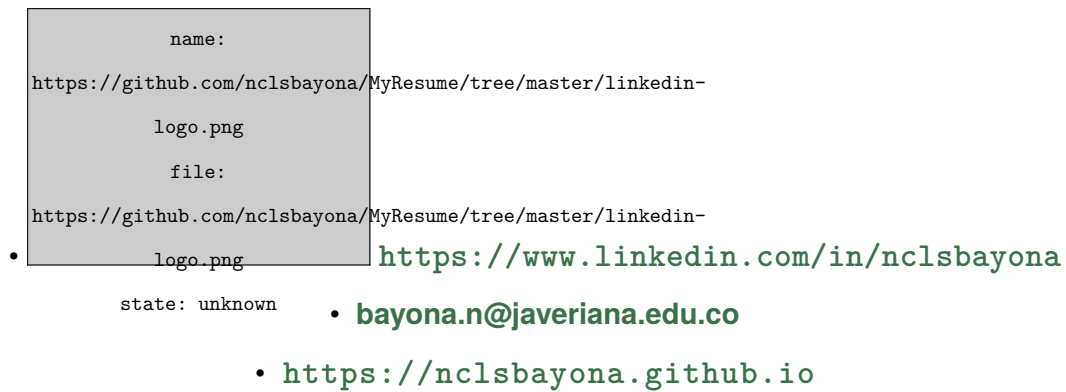 name:
https://github.com/nclsbayona/MyResume/tree/master/linkedin-
logo.png
file:
https://github.com/nclsbayona/MyResume/tree/master/linkedin-
logo.png
• https://www.linkedin.com/in/nclsbayona
state: unknown
• bayona.n@javeriana.edu.co
• https://nclsbayona.github.io